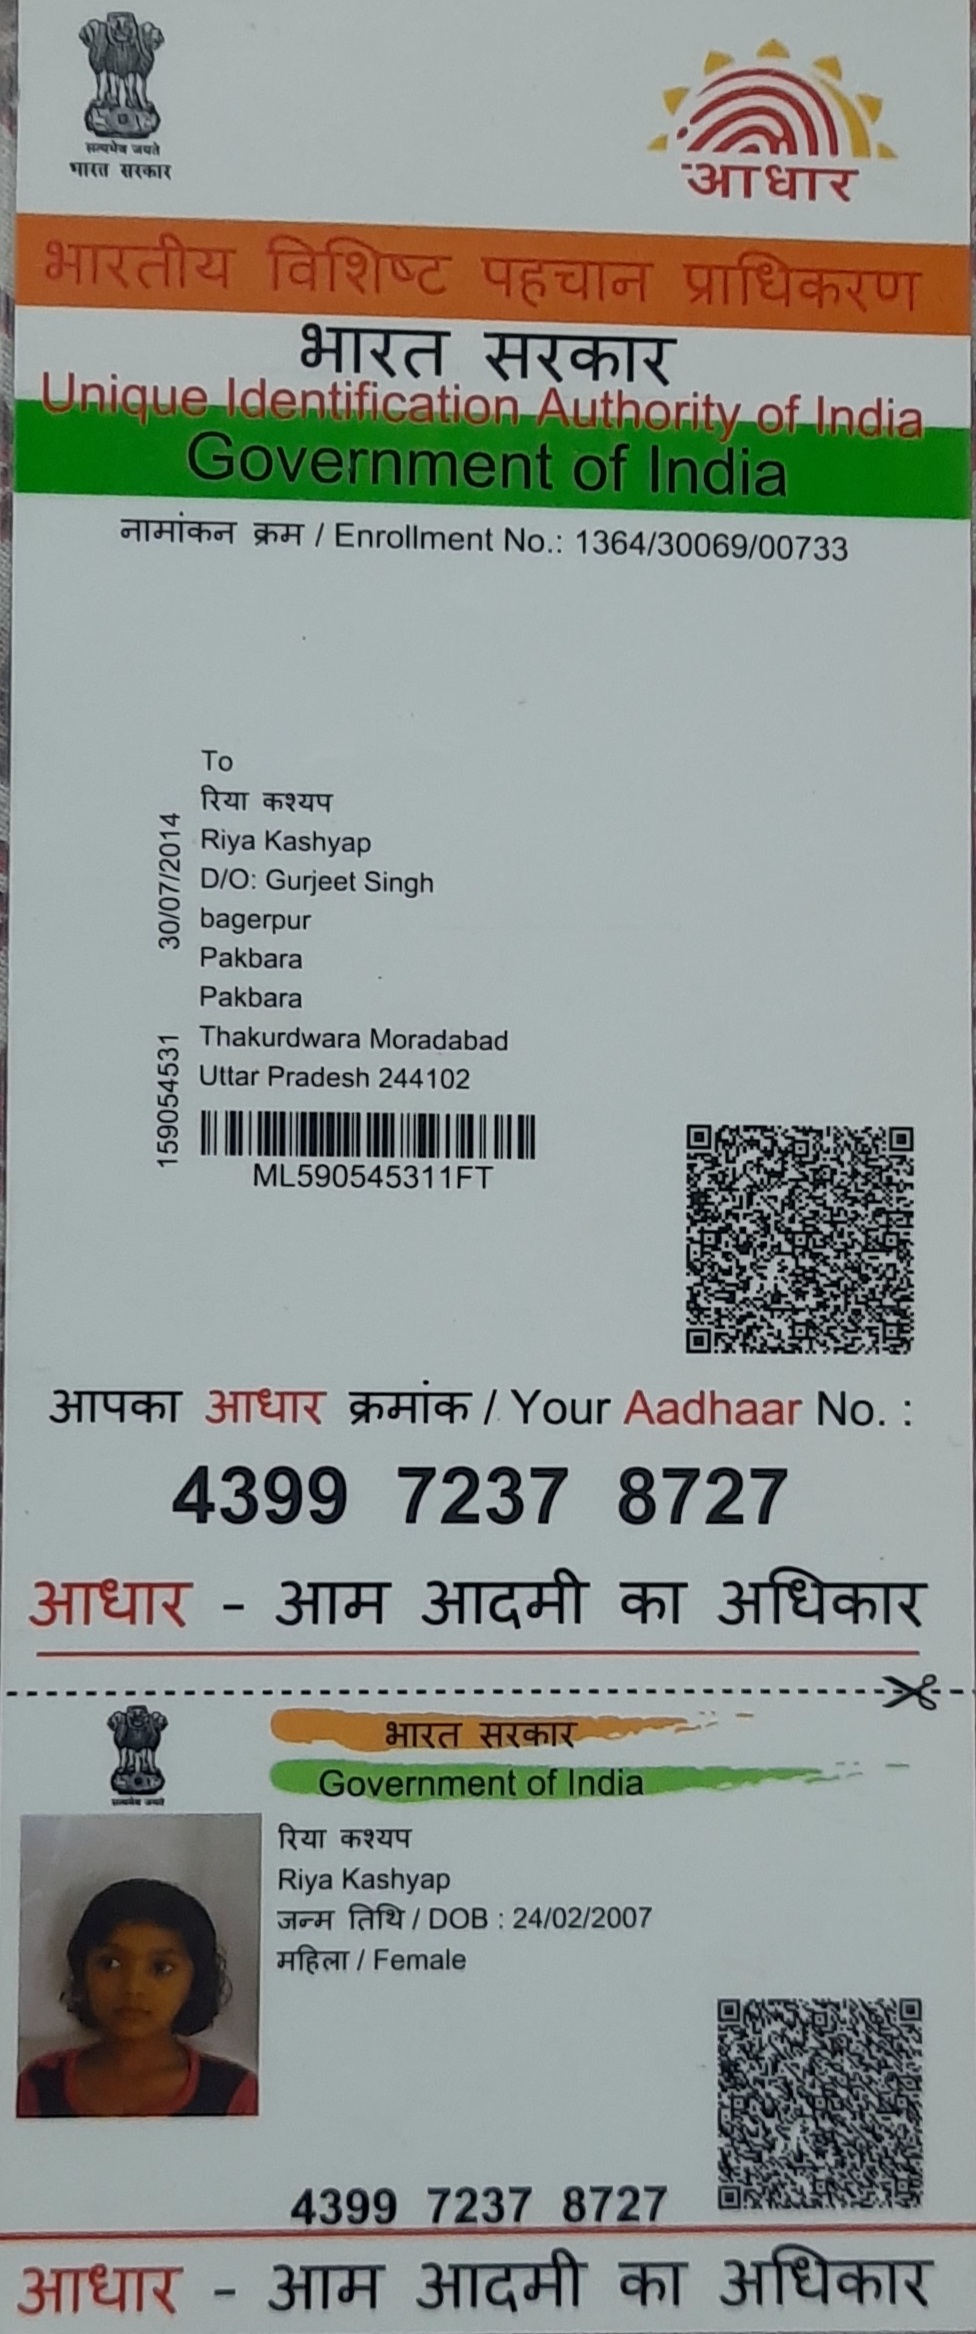 सत्यमेव जयते
भारत सरकार
आधार
भारतीय विशिष्ट पहचान प्राधिकरण
भारत सरकार
Unique Identification Authority of India
Government of India
नामांकन क्रम / Enrollment No.: 1364/30069/00733
To
रिया कश्यप
Riya Kashyap
D/O: Gurjeet Singh
bagerpur
Pakbara
Pakbara
Thakurdwara Moradabad
Uttar Pradesh 244102
30/07/2014
159054531
ML590545311FT
आपका आधार क्रमांक / Your Aadhaar No. :
4399 7237 8727
आधार - आम आदमी का अधिकार
भारत सरकार
Government of India
सत्यमेव जयते
रिया कश्यप
Riya Kashyap
जन्म तिथि / DOB : 24/02/2007
महिला / Female
4399 7237 8727
आधार - आम आदमी का अधिकार